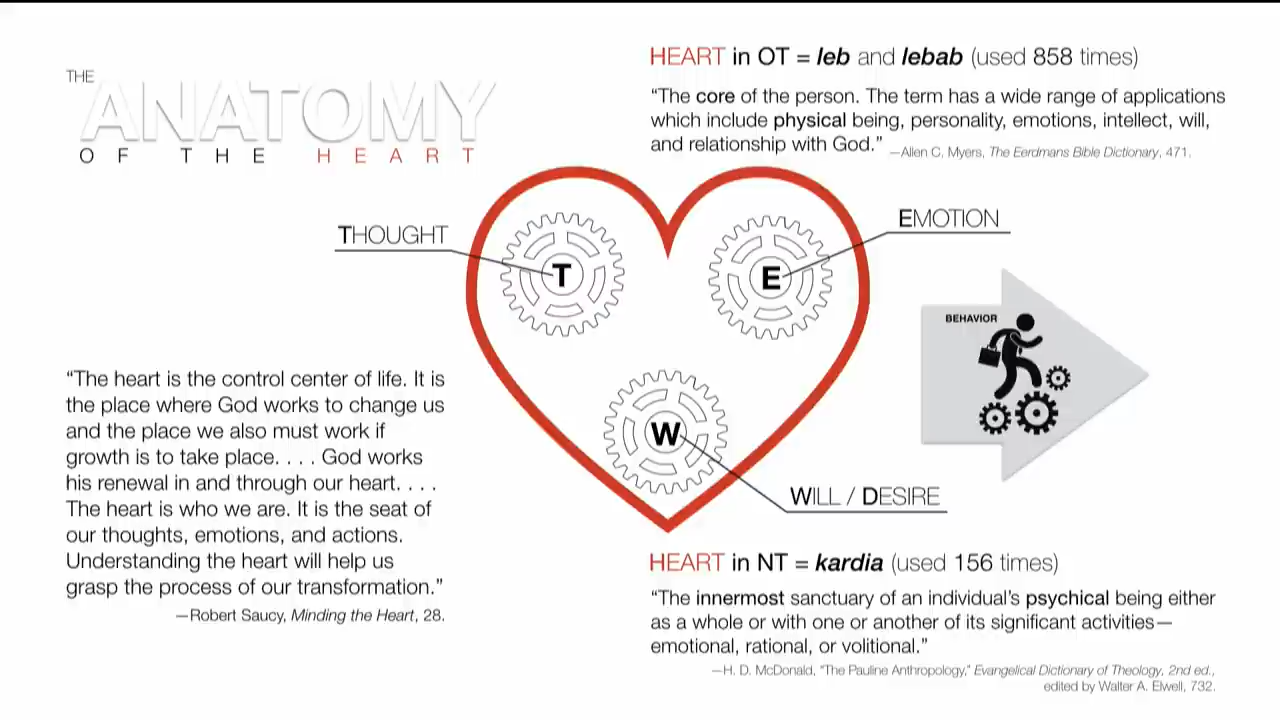 THE
ANATOMY
OF THE HEART
HEART in OT = leb and lebab (used 858 times)
“The core of the person. The term has a wide range of applications
which include physical being, personality, emotions, intellect, will,
and relationship with God.” —Allen C. Myers, The Eerdmans Bible Dictionary, 471.
THOUGHT
EMOTION
T
E
BEHAVIOR
W
WILL / DESIRE
“The heart is the control center of life. It is
the place where God works to change us
and the place we also must work if
growth is to take place. . . . God works
his renewal in and through our heart. . . .
The heart is who we are. It is the seat of
our thoughts, emotions, and actions.
Understanding the heart will help us
grasp the process of our transformation.”
—Robert Saucy, Minding the Heart, 28.
HEART in NT = kardia (used 156 times)
“The innermost sanctuary of an individual’s psychical being either
as a whole or with one or another of its significant activities—
emotional, rational, or volitional.”
—H. D. McDonald, “The Pauline Anthropology,” Evangelical Dictionary of Theology, 2nd ed.,
edited by Walter A. Elwell, 732.